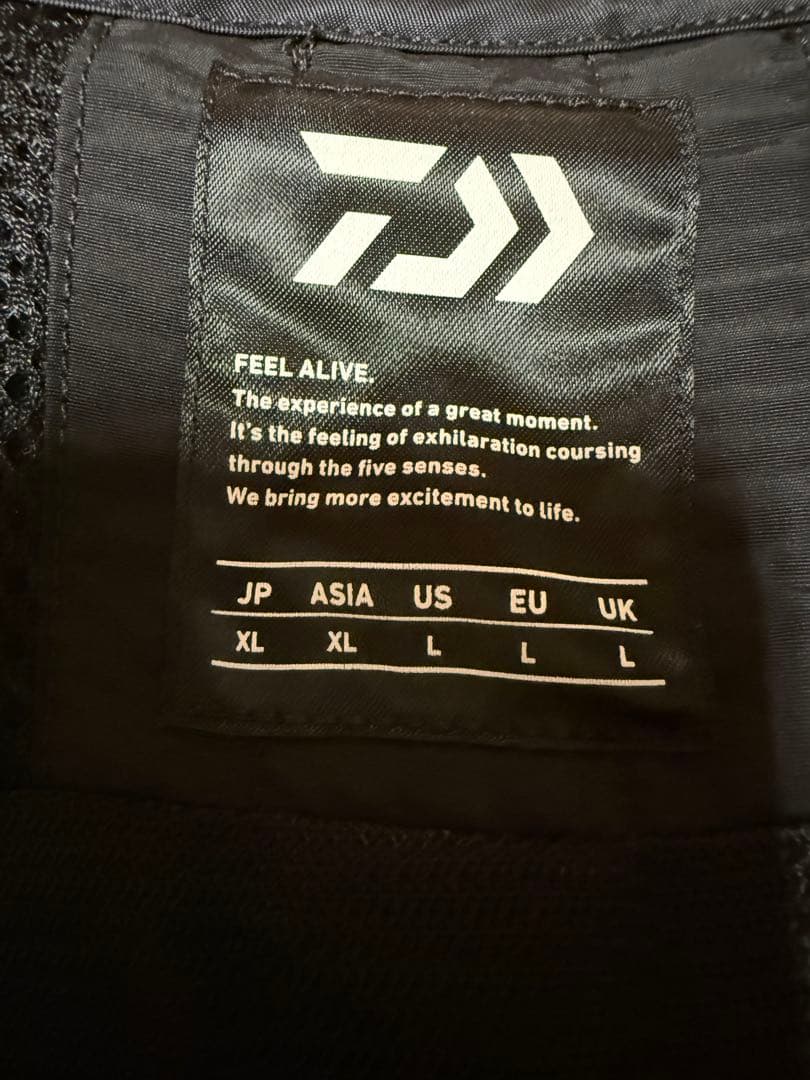 FEEL ALIVE.
The experience of a great moment.
It's the feeling of exhilaration coursing
through the five senses.
We bring more excitement to life.
JP ASIA US EU UK
XL XL L L L